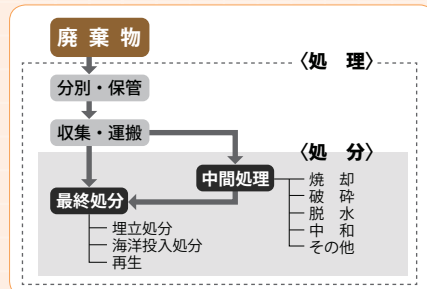 廃棄物
〈処　理〉
分別・保管
収集・運搬
〈処　分〉
中間処理
焼　却
破　砕
脱　水
中　和
その他
最終処分
埋立処分
海洋投入処分
再生